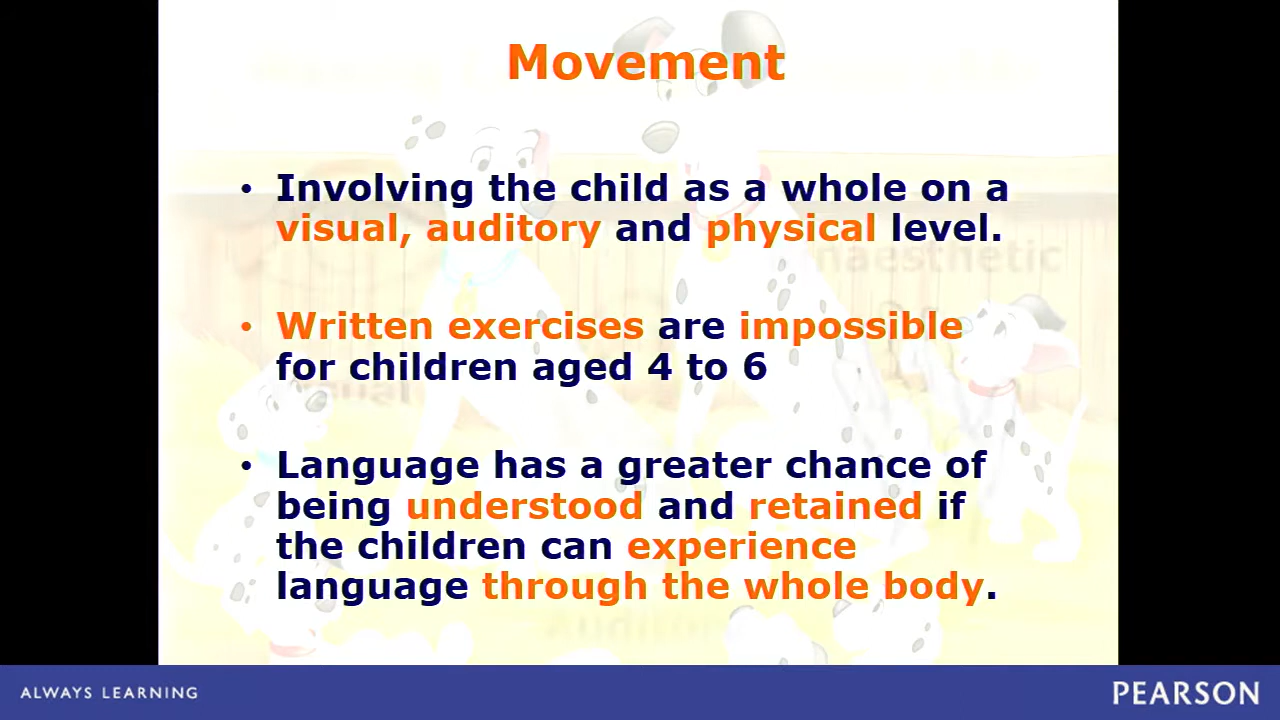 Movement
• Involving the child as a whole on a
visual, auditory and physical level.
• Written exercises are impossible
for children aged 4 to 6
• Language has a greater chance of
being understood and retained if
the children can experience
language through the whole body.
ALWAYS LEARNING
PEARSON